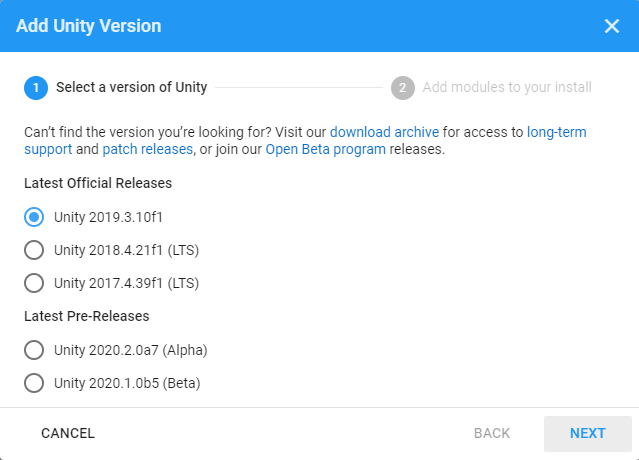 Add Unity Version
1 Select a version of Unity 2 Add modules to your install
Can't find the version you're looking for? Visit our download archive for access to long-term
support and patch releases, or join our Open Beta program releases.
Latest Official Releases
Unity 2019.3.10f1
Unity 2018.4.21f1 (LTS)
Unity 2017.4.39f1 (LTS)
Latest Pre-Releases
Unity 2020.2.0a7 (Alpha)
Unity 2020.1.0b5 (Beta)
CANCEL BACK NEXT